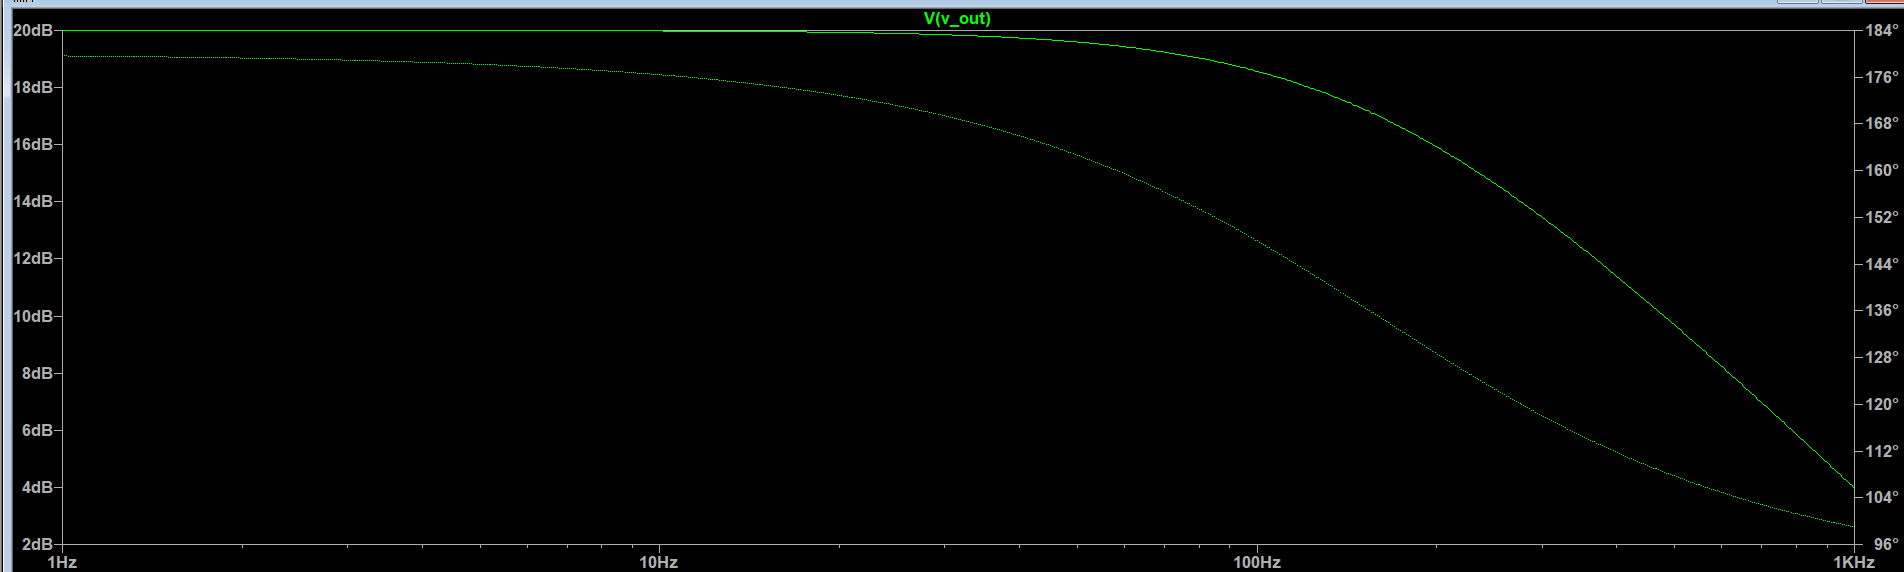 V(v_out)
20dB
18dB
16dB
14dB
12dB
10dB
8dB
6dB
4dB
2dB
184°
176°
168°
160°
152°
144°
136°
128°
120°
112°
104°
96°
1Hz 10Hz 100Hz 1KHz